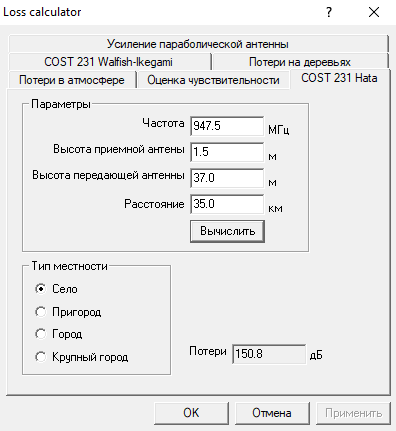 Loss calculator
Усиление параболической антенны
COST 231 Walfish-Ikegami Потери на деревьях
Потери в атмосфере Оценка чувствительности COST 231 Hata
Параметры
Частота 947.5 МГц
Высота приемной антены 1.5 м
Высота передающей антенны 37.0 м
Расстояние 35.0 км
Вычислить
Тип местности
Село
Пригород
Город
Крупный город
Потери 150.8 дБ
OK Отмена Применить